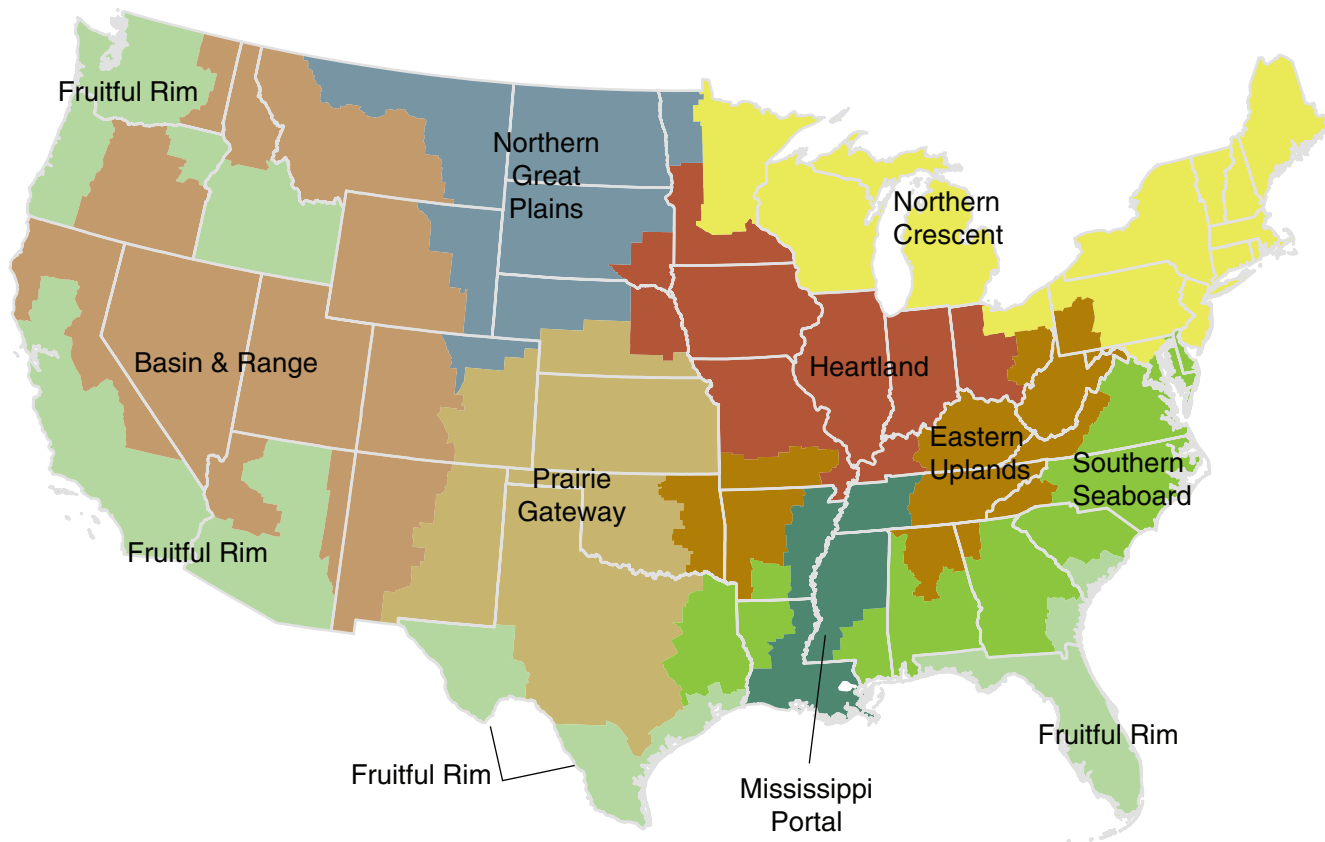 Fruitful Rim
Northern
Great
Plains
Northern
Crescent
Basin & Range
Heartland
Eastern
Uplands
Southern
Seaboard
Prairie
Gateway
Fruitful Rim
Fruitful Rim
Fruitful Rim
Mississippi
Portal